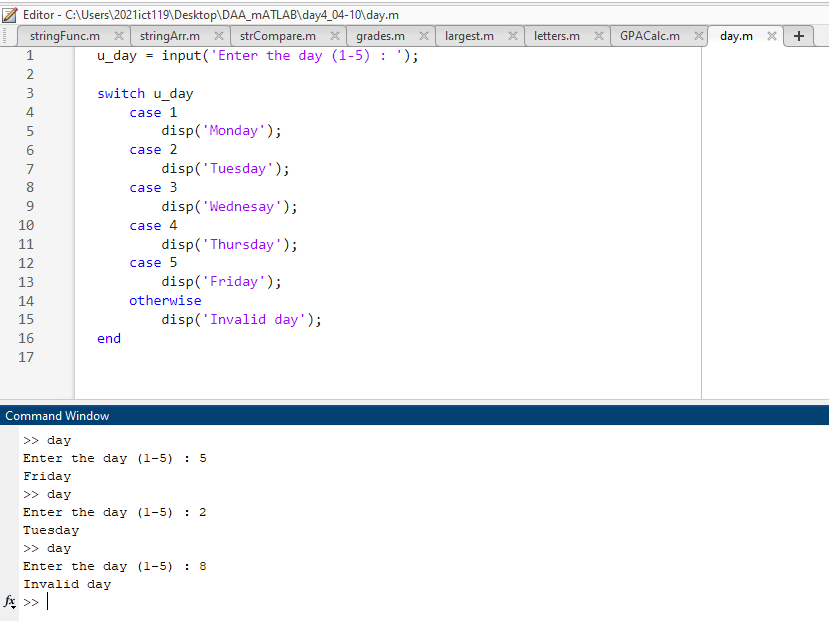 Editor - C:\Users\2021ict119\Desktop\DAA_mATLAB\day4_04-10\day.m
stringFunc.m × stringArr.m × strCompare.m × grades.m × largest.m × letters.m × GPACalc.m × day.m × +
1 u_day = input('Enter the day (1-5) : ');
2
3 switch u_day
4 case 1
5 disp('Monday');
6 case 2
7 disp('Tuesday');
8 case 3
9 disp('Wednesay');
10 case 4
11 disp('Thursday');
12 case 5
13 disp('Friday');
14 otherwise
15 disp('Invalid day');
16 end
17
Command Window
>> day
Enter the day (1-5) : 5
Friday
>> day
Enter the day (1-5) : 2
Tuesday
>> day
Enter the day (1-5) : 8
Invalid day
fx >>